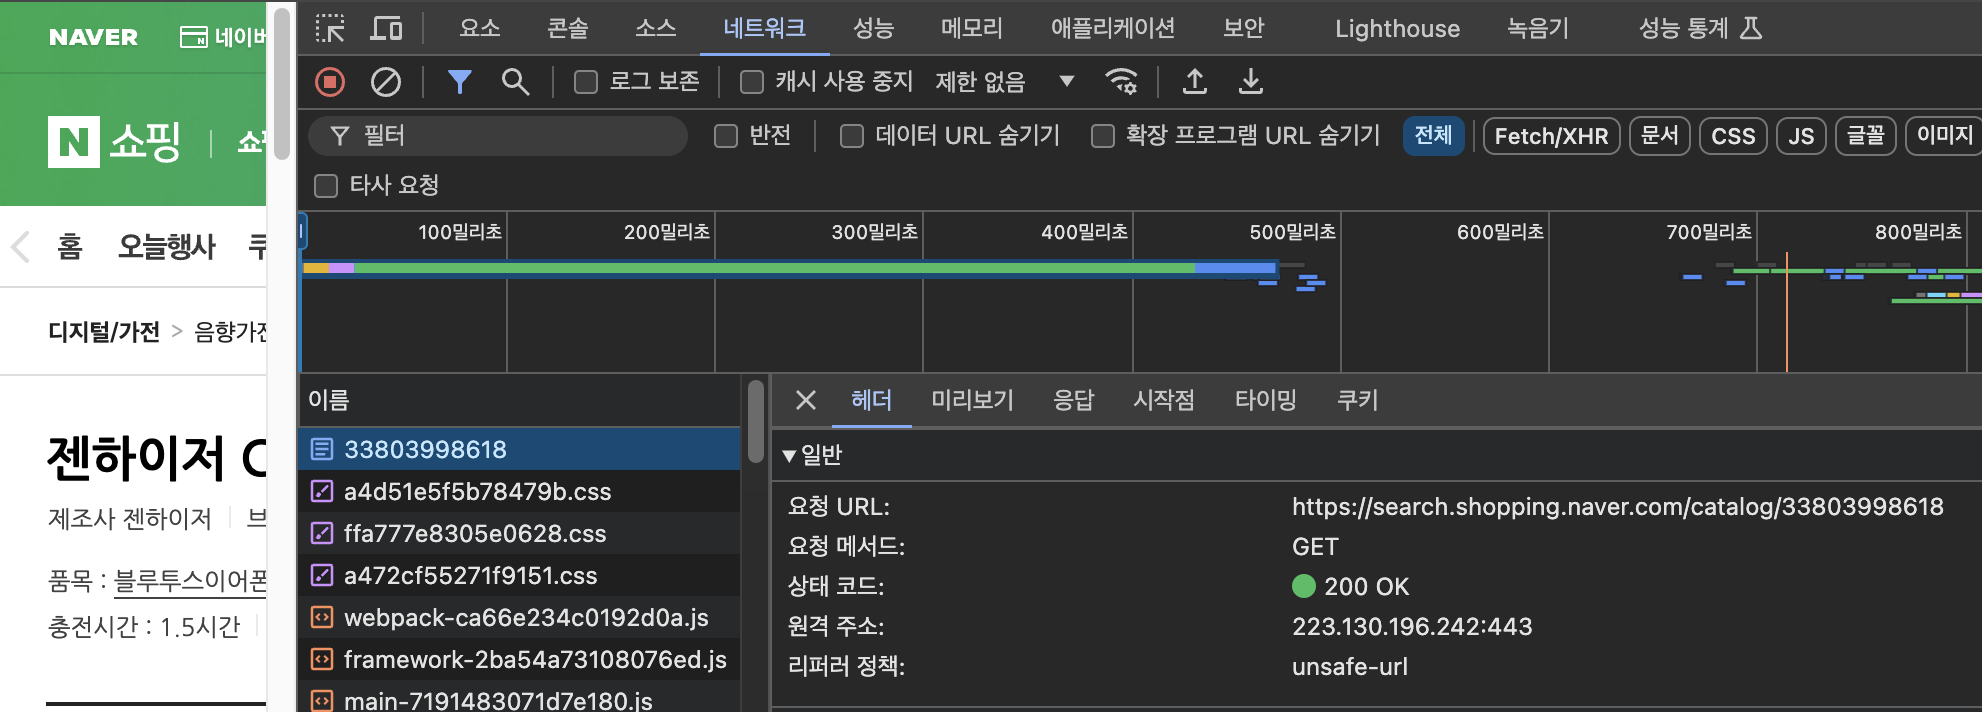 NAVER
네이버
N 쇼핑
홈 오늘행사
디지털/가전 > 음향가전
젠하이저
제조사 젠하이저
품목 : 블루투스이어폰
충전시간 : 1.5시간
요소 콘솔 소스 네트워크 성능 메모리 애플리케이션 보안 Lighthouse 녹음기 성능 통계
로그 보존 캐시 사용 중지 제한 없음
필터 반전 데이터 URL 숨기기 확장 프로그램 URL 숨기기 전체 Fetch/XHR 문서 CSS JS 글꼴 이미지
타사 요청
100밀리초 200밀리초 300밀리초 400밀리초 500밀리초 600밀리초 700밀리초 800밀리초
이름
33803998618
a4d51e5f5b78479b.css
ffa777e8305e0628.css
a472cf55271f9151.css
webpack-ca66e234c0192d0a.js
framework-2ba54a73108076ed.js
main-7191483071d7e180.js
헤더 미리보기 응답 시작점 타이밍 쿠키
▼일반
요청 URL: https://search.shopping.naver.com/catalog/33803998618
요청 메서드: GET
상태 코드: 200 OK
원격 주소: 223.130.196.242:443
리퍼러 정책: unsafe-url